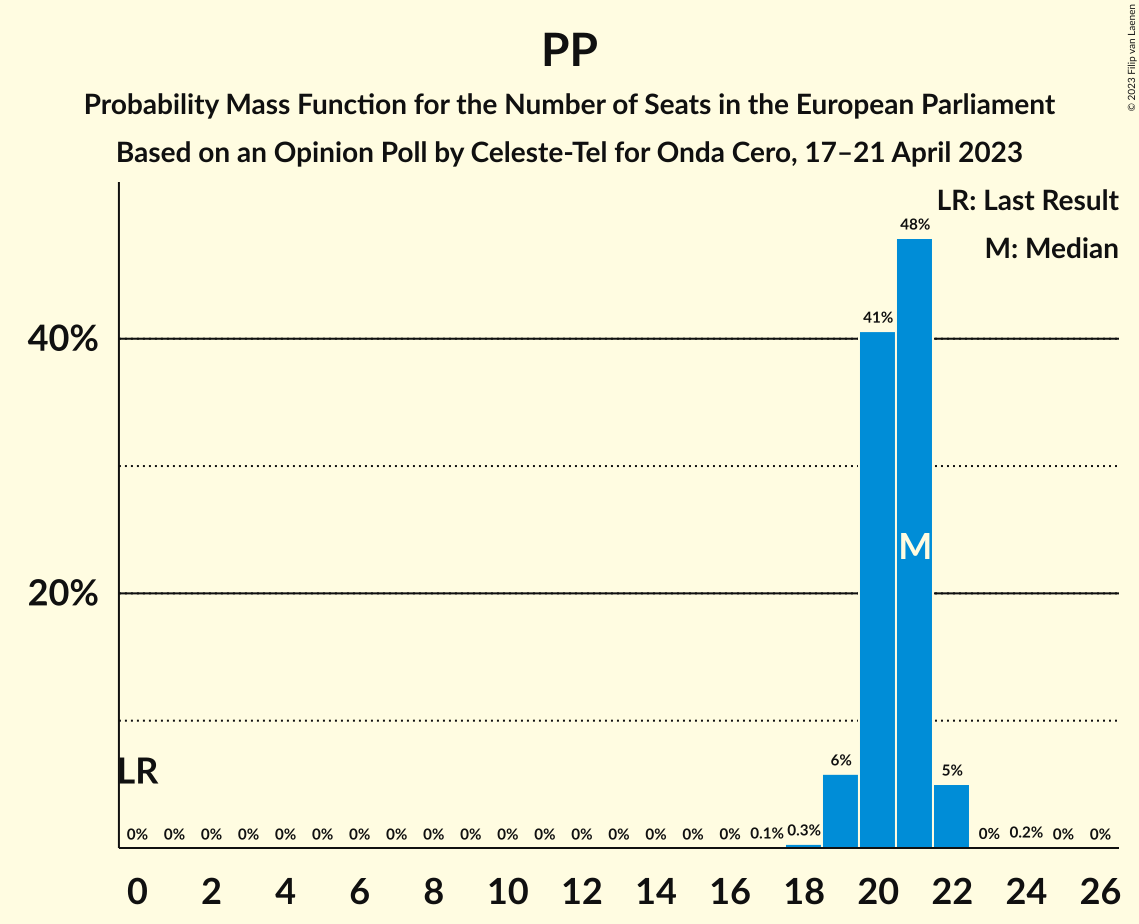 PP
Probability Mass Function for the Number of Seats in the European Parliament
Based on an Opinion Poll by Celeste-Tel for Onda Cero, 17–21 April 2023
© 2023 Filip van Laenen
LR: Last Result
M: Median
48%
41%
40%
M
20%
LR
6%
5%
0% 0% 0% 0% 0% 0% 0% 0% 0% 0% 0% 0% 0% 0% 0% 0% 0% 0.1% 0.3% 0% 0.2% 0% 0%
0 2 4 6 8 10 12 14 16 18 20 22 24 26